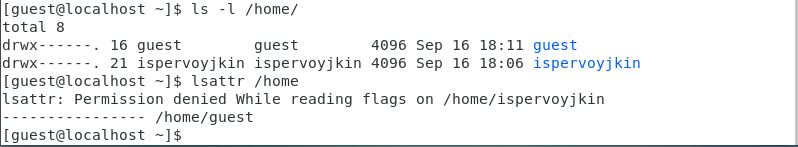 [guest@localhost ~]$ ls -l /home/
total 8
drwx------. 16 guest       guest        4096 Sep 16 18:11 guest
drwx------. 21 ispervoyjkin ispervoyjkin 4096 Sep 16 18:06 ispervoyjkin
[guest@localhost ~]$ lsattr /home
lsattr: Permission denied While reading flags on /home/ispervoyjkin
---------------- /home/guest
[guest@localhost ~]$